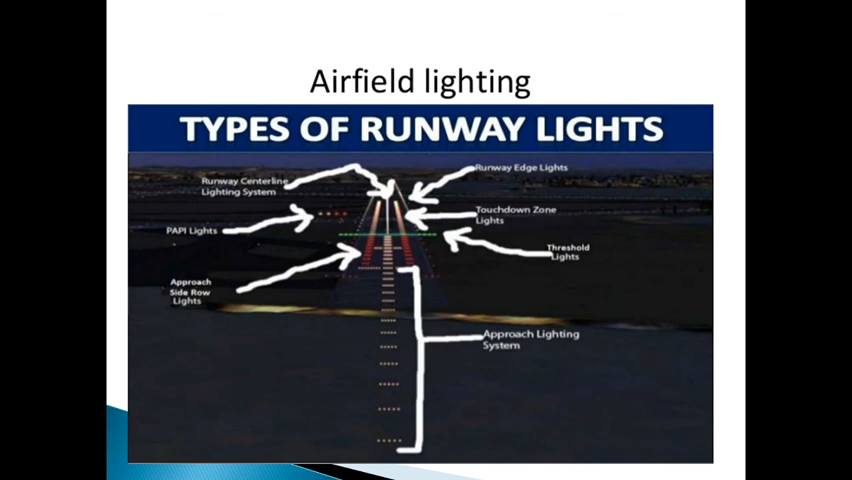 Airfield lighting
TYPES OF RUNWAY LIGHTS
Runway Centerline
Lighting System
Runway Edge Lights
PAPI Lights
Touchdown Zone
Lights
Threshold
Lights
Approach
Side Row
Lights
Approach Lighting
System